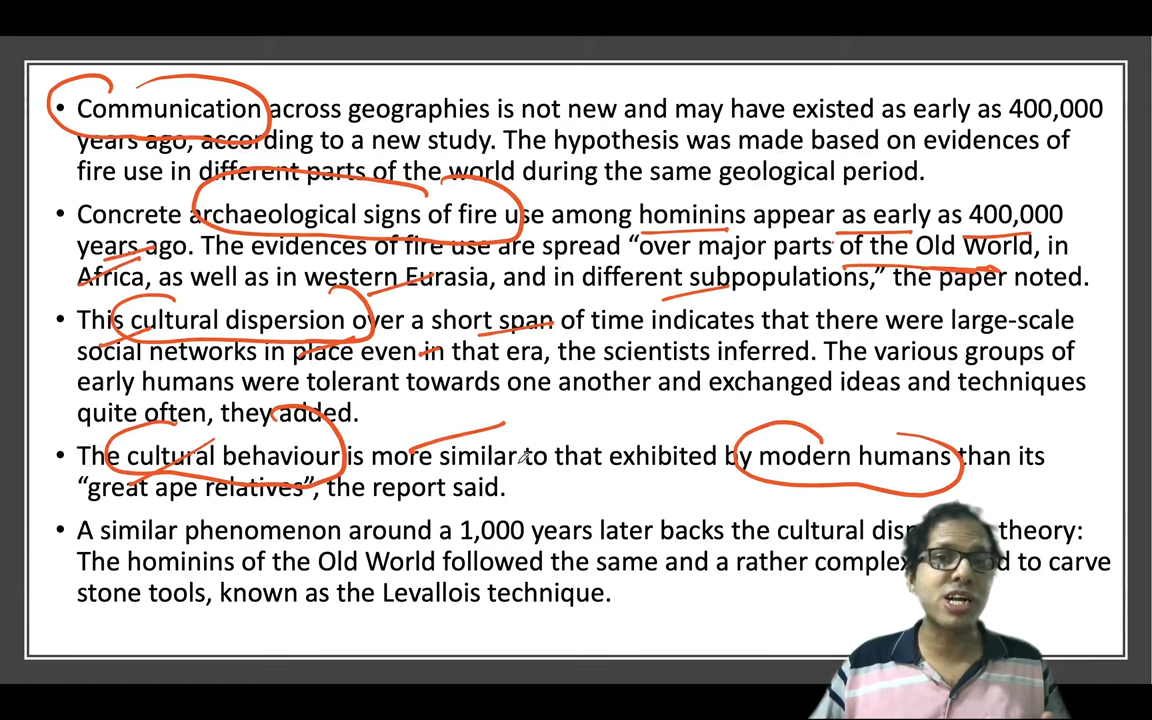 • Communication across geographies is not new and may have existed as early as 400,000
years ago, according to a new study. The hypothesis was made based on evidences of
fire use in different parts of the world during the same geological period.
• Concrete archaeological signs of fire use among hominins appear as early as 400,000
years ago. The evidences of fire use are spread “over major parts of the Old World, in
Africa, as well as in western Eurasia, and in different subpopulations,” the paper noted.
• This cultural dispersion over a short span of time indicates that there were large-scale
social networks in place even in that era, the scientists inferred. The various groups of
early humans were tolerant towards one another and exchanged ideas and techniques
quite often, they added.
• The cultural behaviour is more similar to that exhibited by modern humans than its
“great ape relatives”, the report said.
• A similar phenomenon around a 1,000 years later backs the cultural theory:
The hominins of the Old World followed the same and a rather complex to carve
stone tools, known as the Levallois technique.